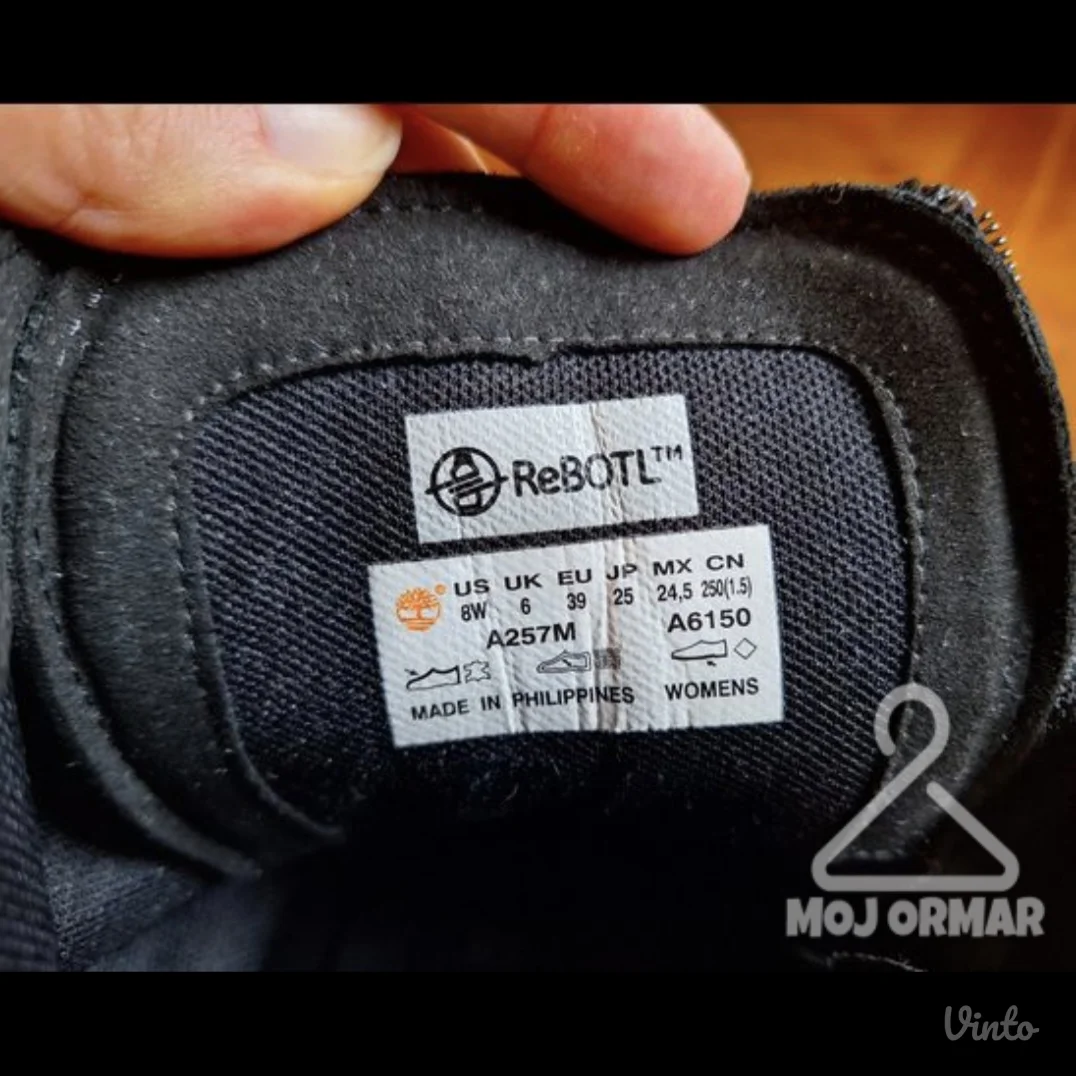 ReBOTL™
US UK EU JP MX CN
8W 6 39 25 24,5 250(1.5)
A257M A6150
MADE IN PHILIPPINES WOMENS
MOJ ORMAR
Vinto